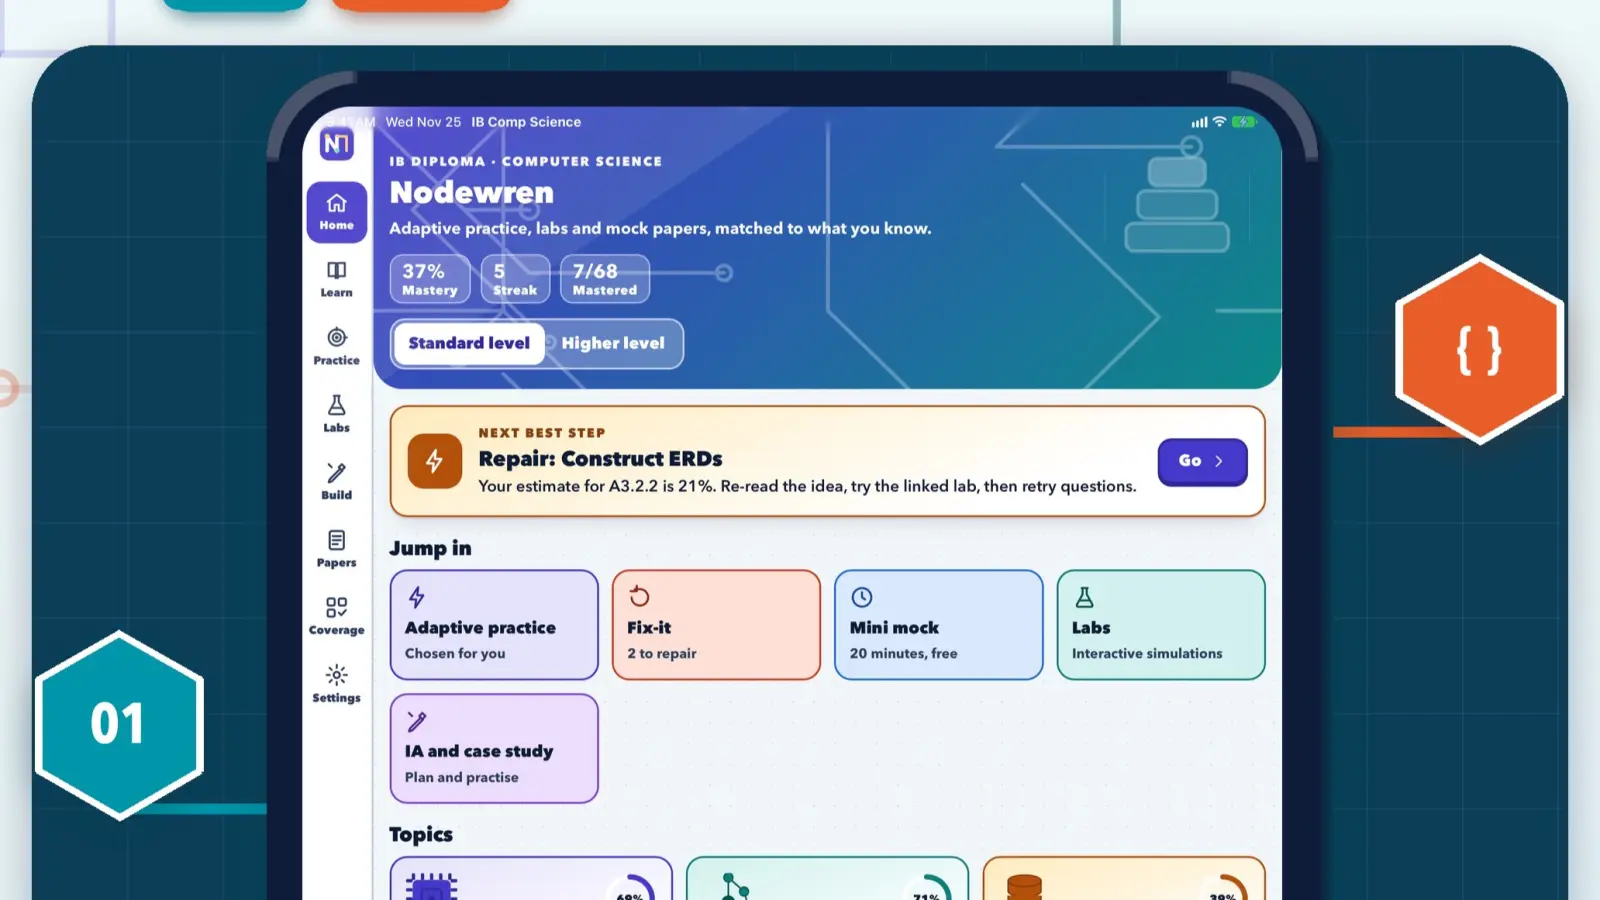 Wed Nov 25 IB Comp Science
IB DIPLOMA · COMPUTER SCIENCE
Nodewren
Adaptive practice, labs and mock papers, matched to what you know.
37%
Mastery
5
Streak
7/68
Mastered
Standard level
Higher level
Home
Learn
Practice
Labs
Build
Papers
Coverage
Settings
NEXT BEST STEP
Repair: Construct ERDs
Your estimate for A3.2.2 is 21%. Re-read the idea, try the linked lab, then retry questions.
Go
Jump in
Adaptive practice
Chosen for you
Fix-it
2 to repair
Mini mock
20 minutes, free
Labs
Interactive simulations
IA and case study
Plan and practise
Topics
71%
{ }
01